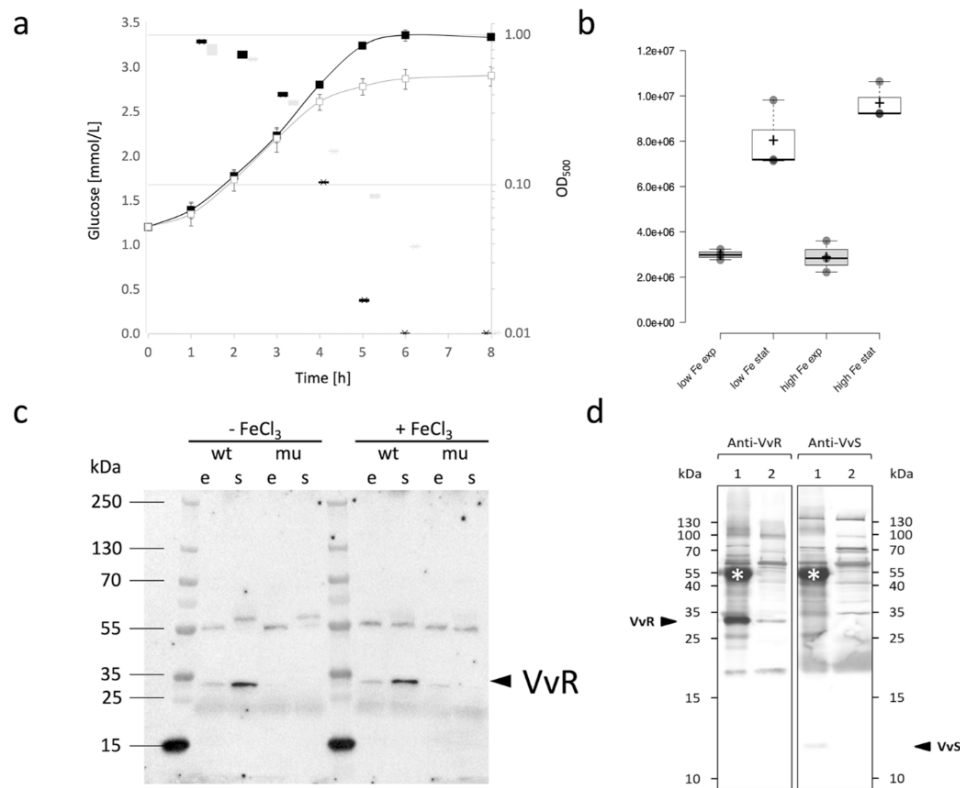 a
3.5
3.0
2.5
2.0
1.5
1.0
0.5
0.0
Glucose [mmol/L]
1.00
0.10
0.01
OD500
0 1 2 3 4 5 6 7 8
Time [h]
b
1.2e+07
1.0e+07
8.0e+06
6.0e+06
4.0e+06
2.0e+06
0.0e+00
low Fe exp
low Fe stat
high Fe exp
high Fe stat
c
- FeCl3 + FeCl3
wt mu wt mu
kDa e s e s e s e s
250
130
70
55
35
25
15
VvR
d
Anti-VvR Anti-VvS
kDa 1 2 1 2 kDa
130 130
100 100
70 70
55 * * 55
40 40
35 35
VvR
25 25
15 15
VvS
10 10